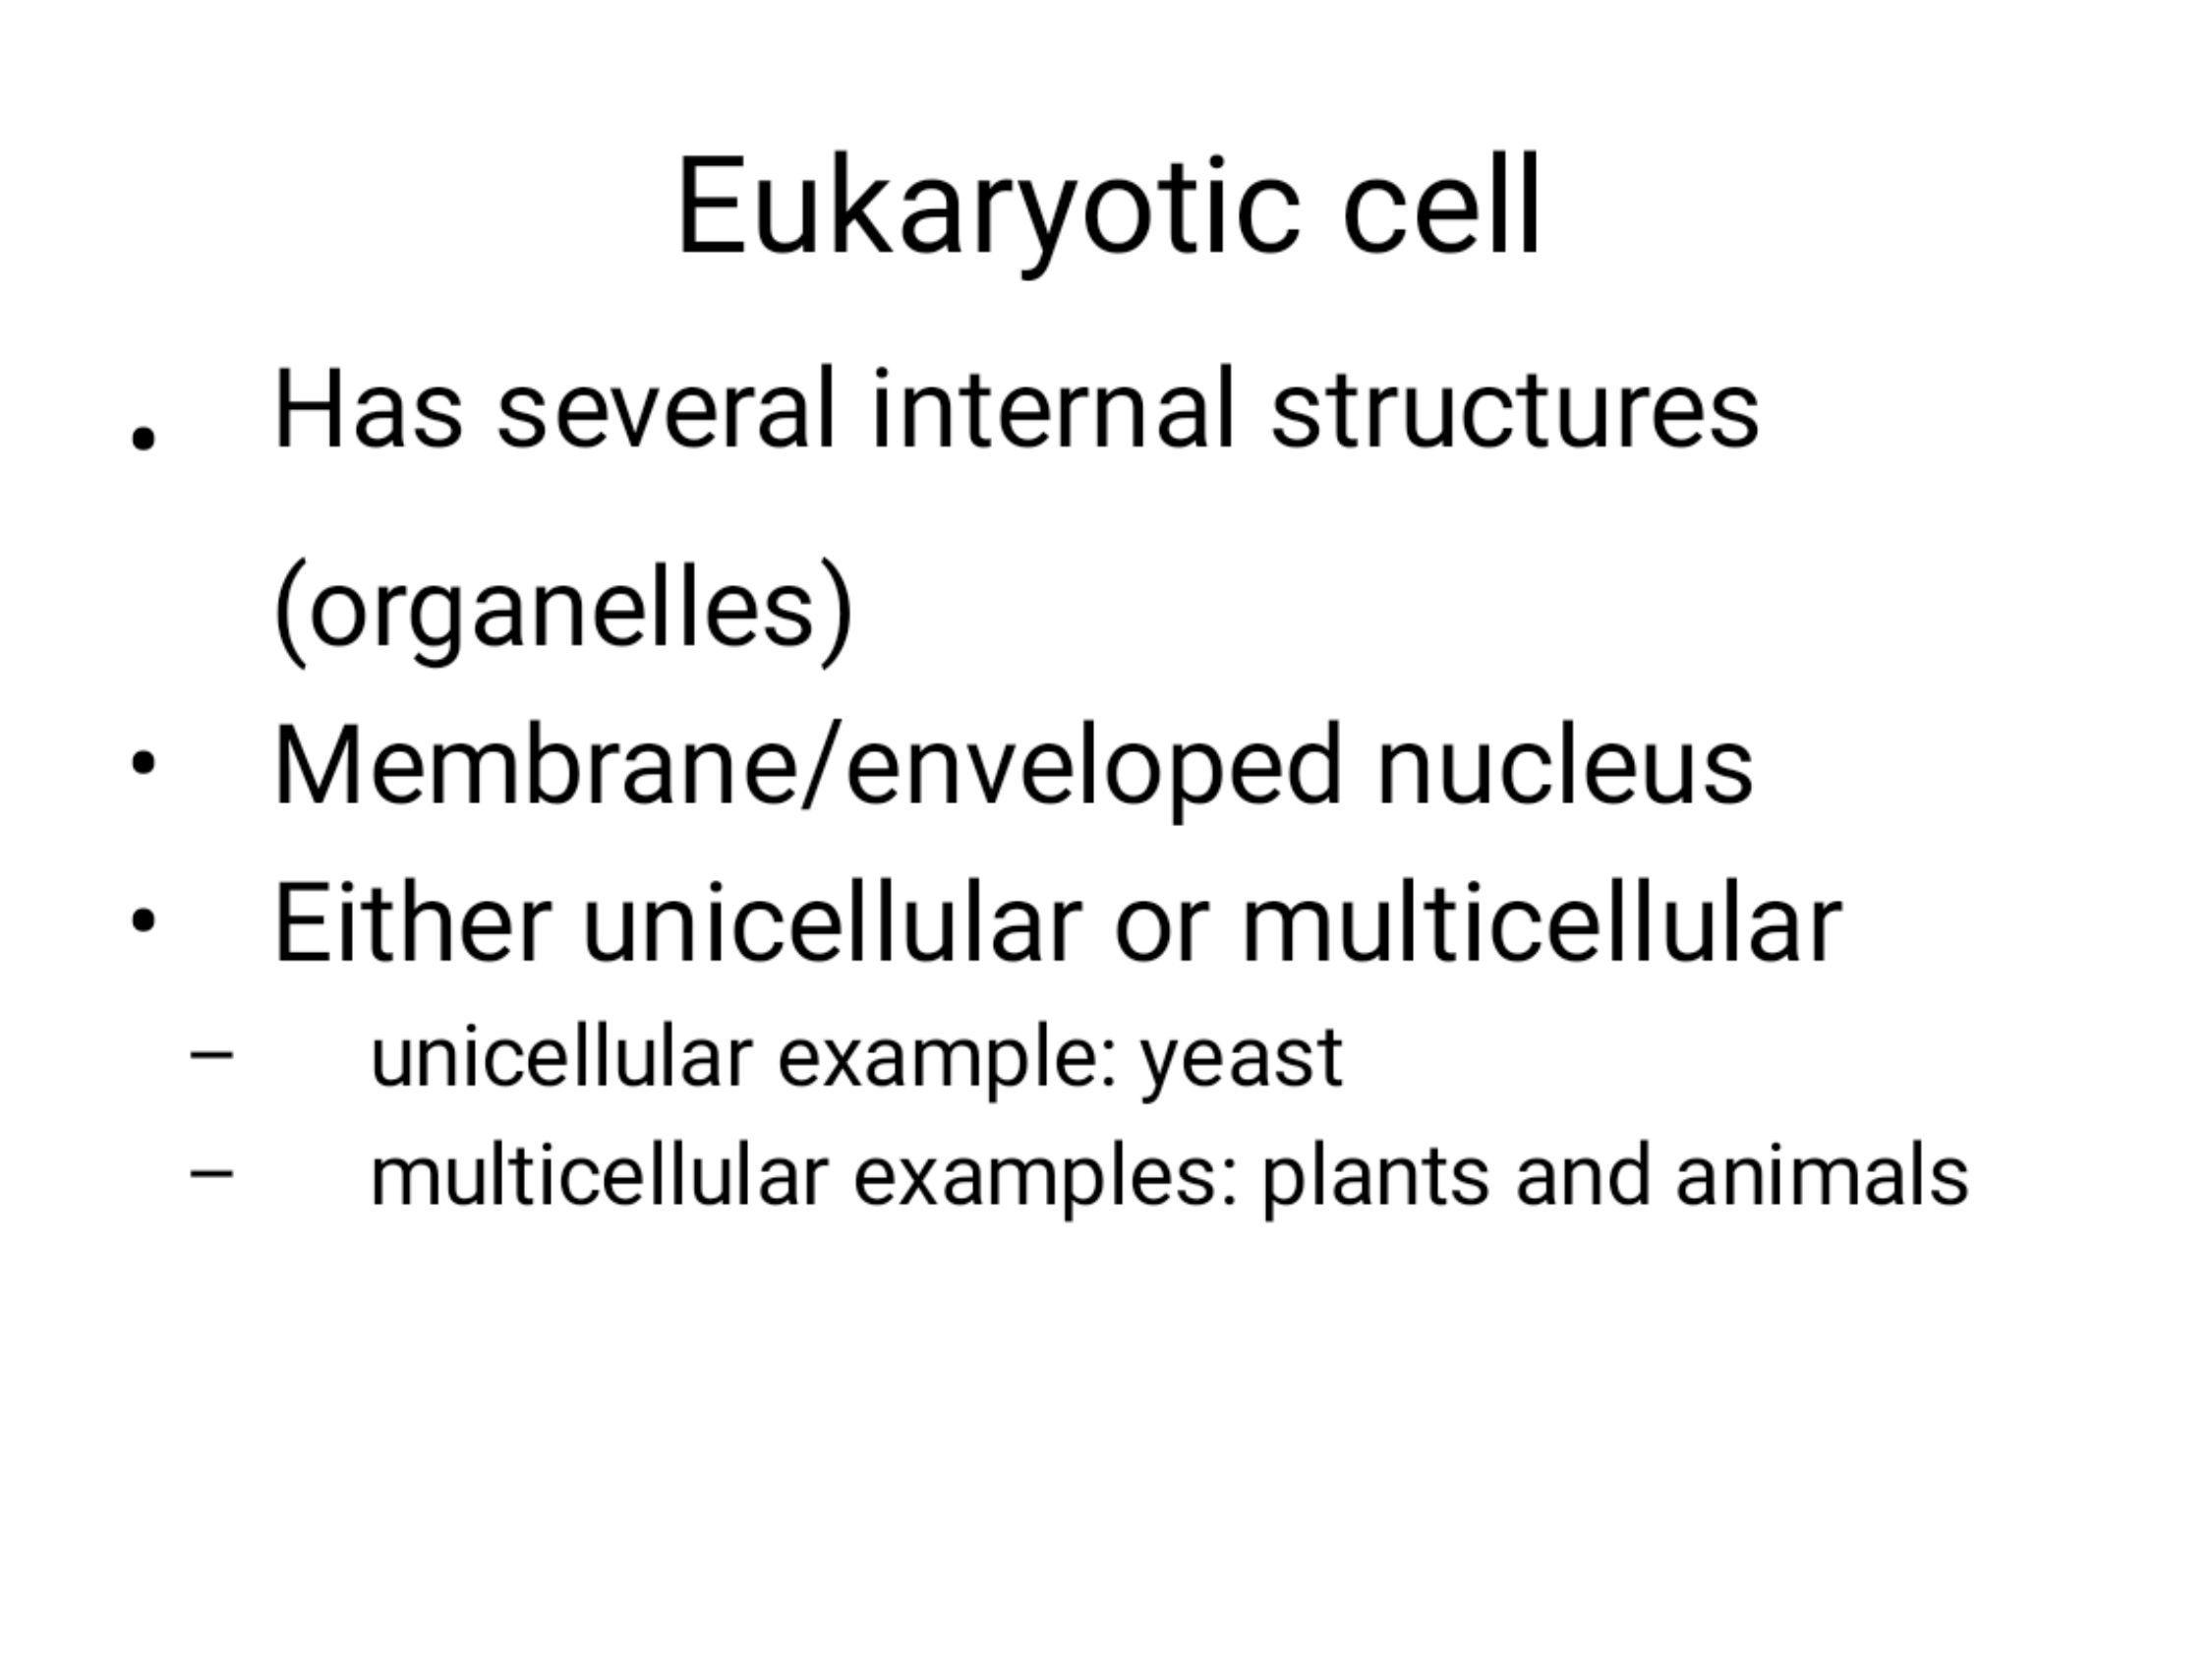 Eukaryotic cell
• Has several internal structures
(organelles)
• Membrane/enveloped nucleus
• Either unicellular or multicellular
– unicellular example: yeast
– multicellular examples: plants and animals